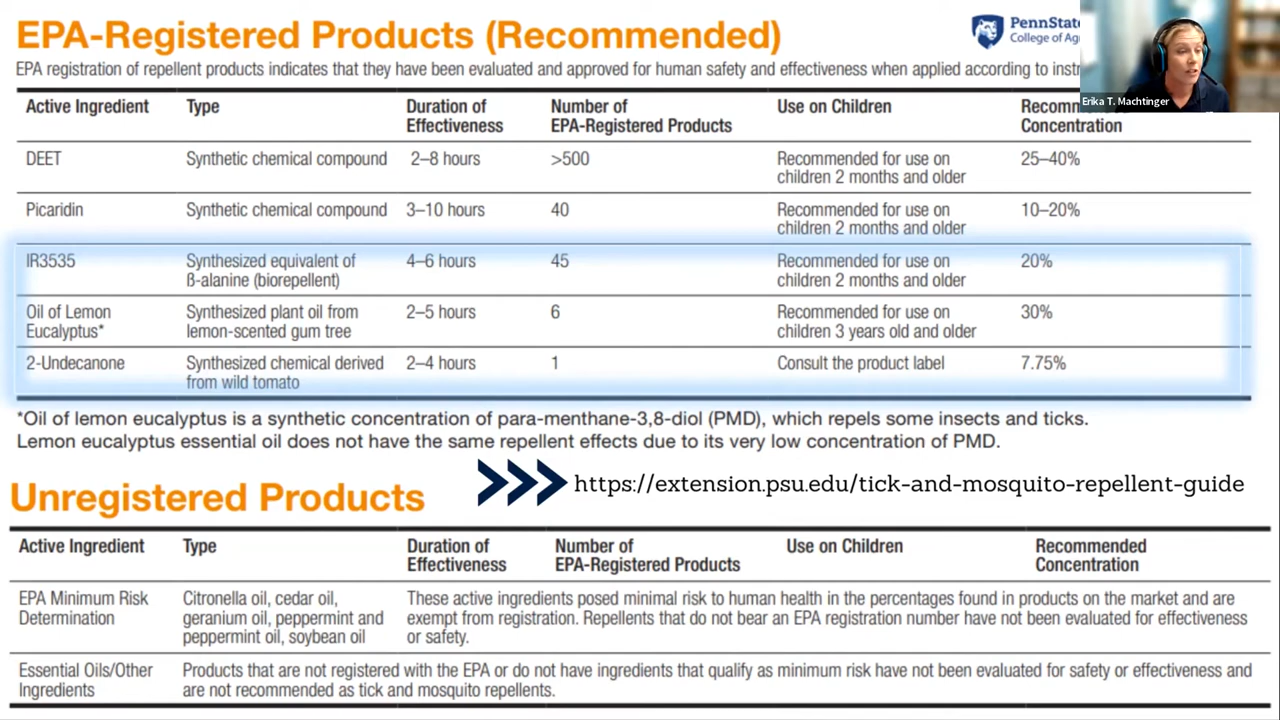 EPA-Registered Products (Recommended)
PennState
College of Agr
EPA registration of repellent products indicates that they have been evaluated and approved for human safety and effectiveness when applied according to
Erika T. Machtinger
Active Ingredient Type Duration of Effectiveness Number of EPA-Registered Products Use on Children Concentration
DEET Synthetic chemical compound 2–8 hours >500 Recommended for use on children 2 months and older 25–40%
Picaridin Synthetic chemical compound 3–10 hours 40 Recommended for use on children 2 months and older 10–20%
IR3535 Synthesized equivalent of ß-alanine (biorepellent) 4–6 hours 45 Recommended for use on children 2 months and older 20%
Oil of Lemon Eucalyptus* Synthesized plant oil from lemon-scented gum tree 2–5 hours 6 Recommended for use on children 3 years old and older 30%
2-Undecanone Synthesized chemical derived from wild tomato 2–4 hours 1 Consult the product label 7.75%
*Oil of lemon eucalyptus is a synthetic concentration of para-menthane-3,8-diol (PMD), which repels some insects and ticks.
Lemon eucalyptus essential oil does not have the same repellent effects due to its very low concentration of PMD.
https://extension.psu.edu/tick-and-mosquito-repellent-guide
Unregistered Products
Active Ingredient Type Duration of Effectiveness Number of EPA-Registered Products Use on Children Recommended Concentration
EPA Minimum Risk Determination Citronella oil, cedar oil, geranium oil, peppermint and peppermint oil, soybean oil These active ingredients posed minimal risk to human health in the percentages found in products on the market and are exempt from registration. Repellents that do not bear an EPA registration number have not been evaluated for effectiveness or safety.
Essential Oils/Other Ingredients Products that are not registered with the EPA or do not have ingredients that qualify as minimum risk have not been evaluated for safety or effectiveness and are not recommended as tick and mosquito repellents.